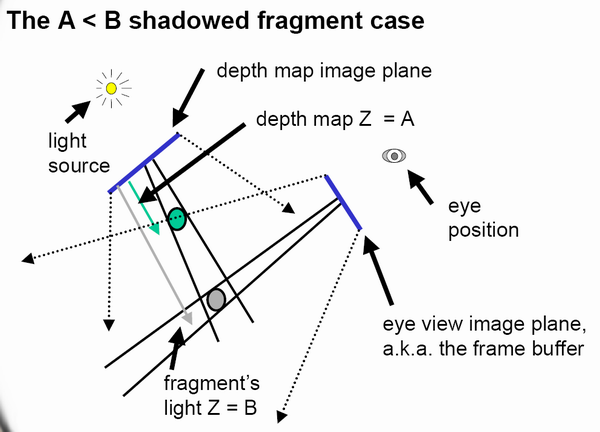 The A < B shadowed fragment case
depth map image plane
depth map Z = A
light
source
eye
position
eye view image plane,
a.k.a. the frame buffer
fragment’s
light Z = B